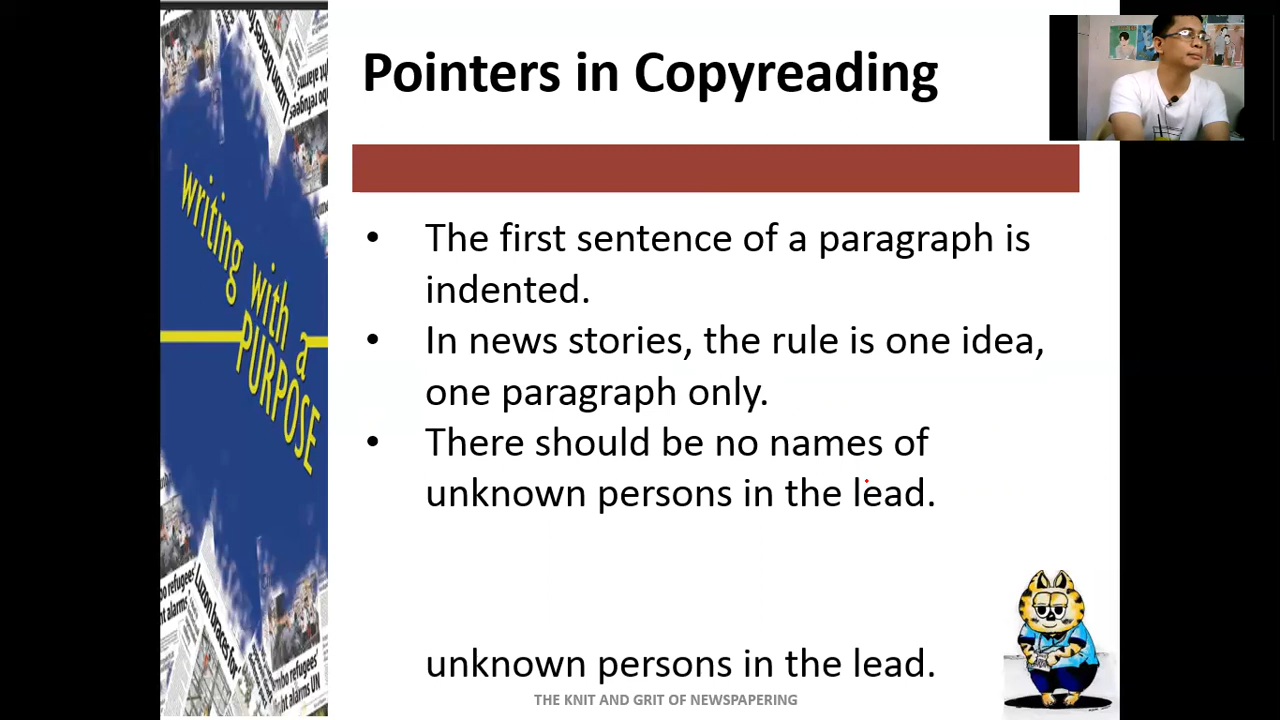 Pointers in Copyreading
writing with a
PURPOSE
• The first sentence of a paragraph is
indented.
• In news stories, the rule is one idea,
one paragraph only.
• There should be no names of
unknown persons in the lead.
unknown persons in the lead.
THE KNIT AND GRIT OF NEWSPAPERING